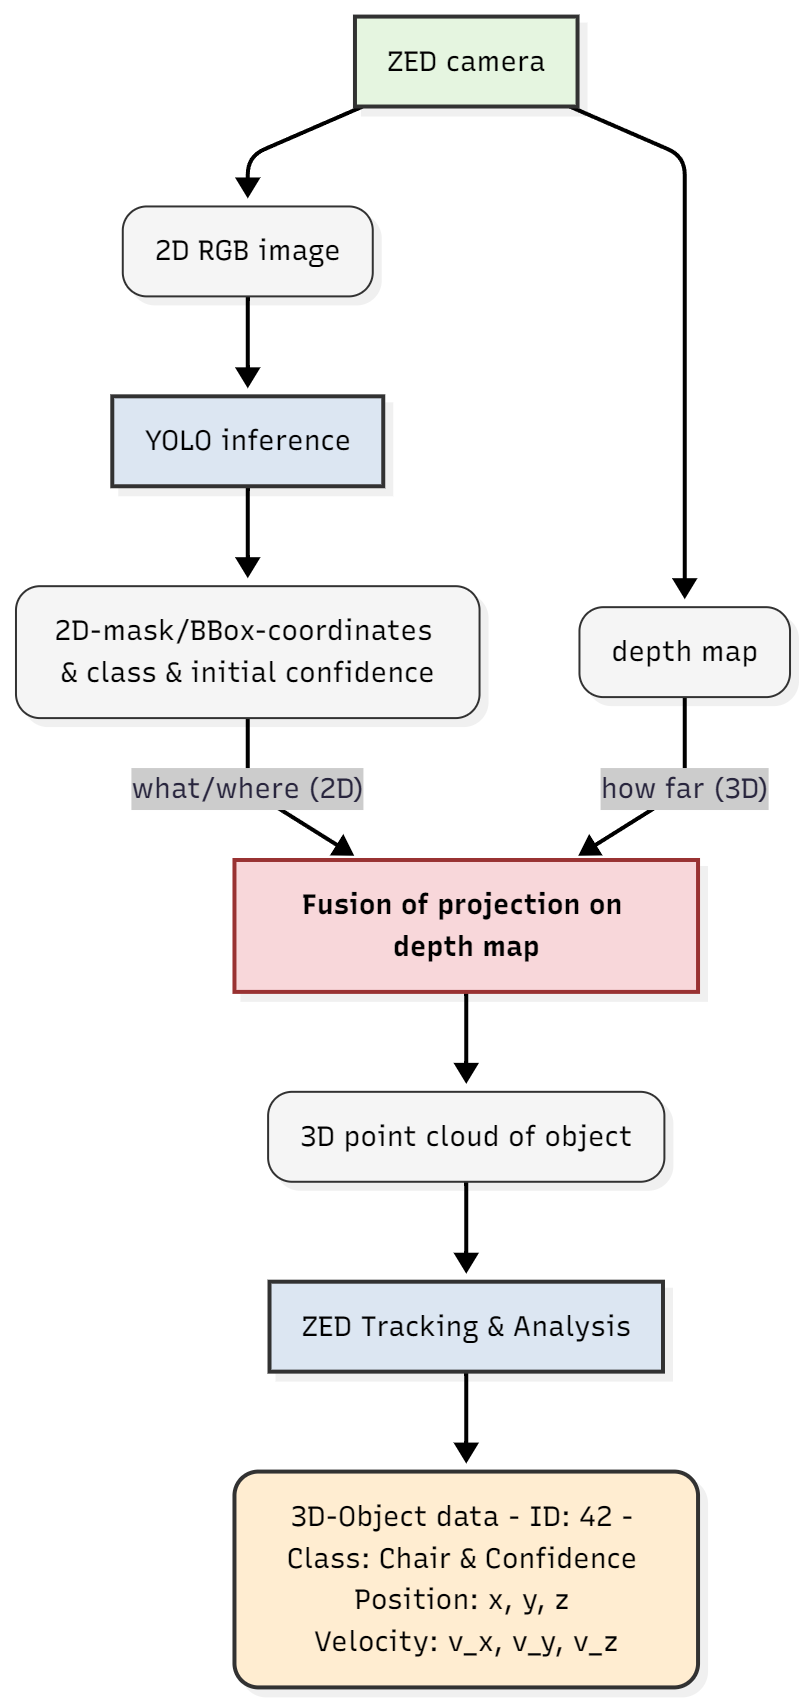 ZED camera
2D RGB image
YOLO inference
2D-mask/BBox-coordinates
& class & initial confidence
depth map
what/where (2D)
how far (3D)
Fusion of projection on
depth map
3D point cloud of object
ZED Tracking & Analysis
3D-Object data - ID: 42 -
Class: Chair & Confidence
Position: x, y, z
Velocity: v_x, v_y, v_z